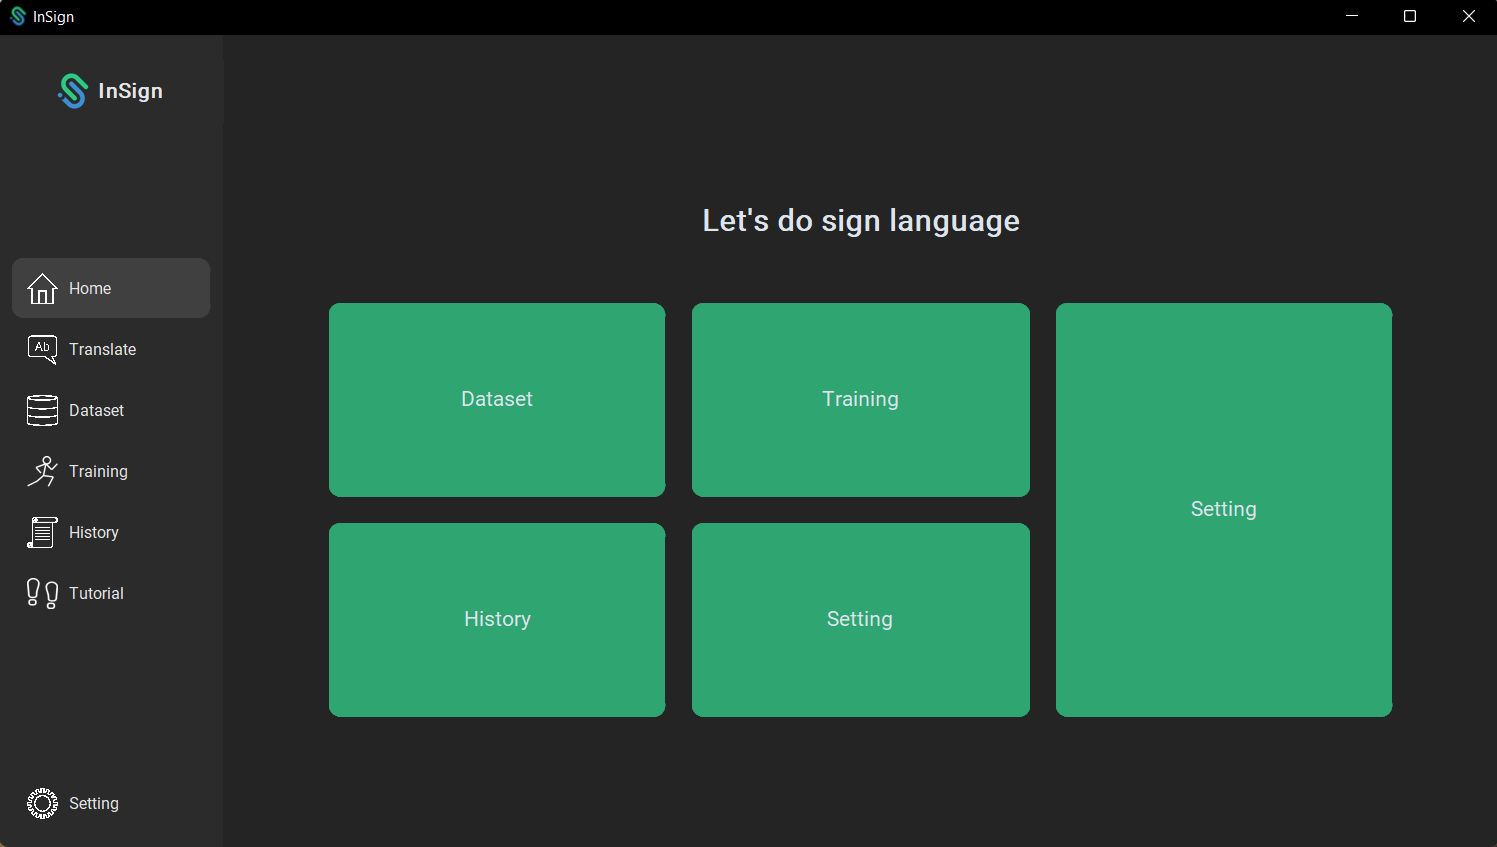 InSign
InSign
Home
Ab
Translate
Dataset
Training
History
Tutorial
Setting
Let's do sign language
Dataset
Training
Setting
History
Setting